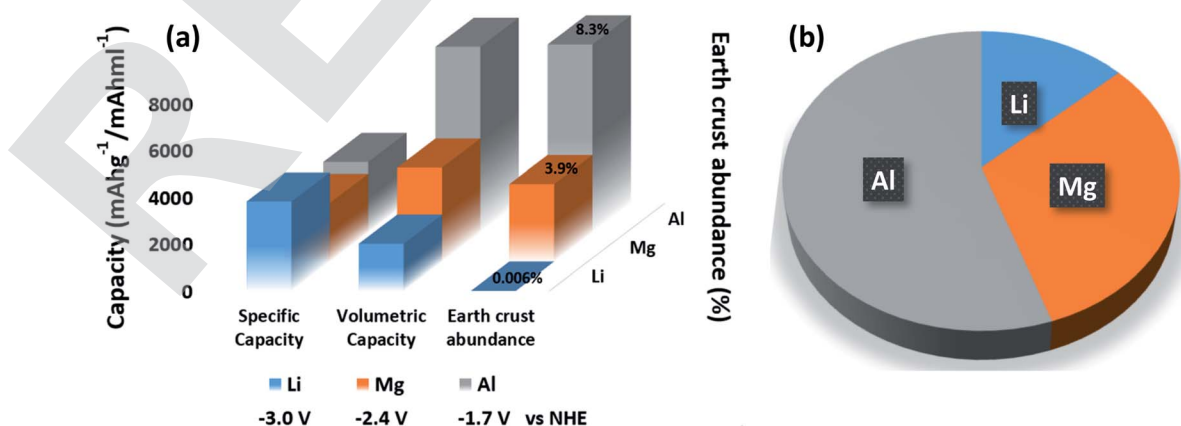 (a)
Capacity (mAhg-1/mAhml-1)
8000
6000
4000
2000
0
8.3%
3.9%
0.006%
Al
Mg
Li
Specific
Capacity
Volumetric
Capacity
Earth crust
abundance
Li
Mg
Al
-3.0 V
-2.4 V
-1.7 V
vs NHE
Earth crust abundance (%)
(b)
Li
Al
Mg